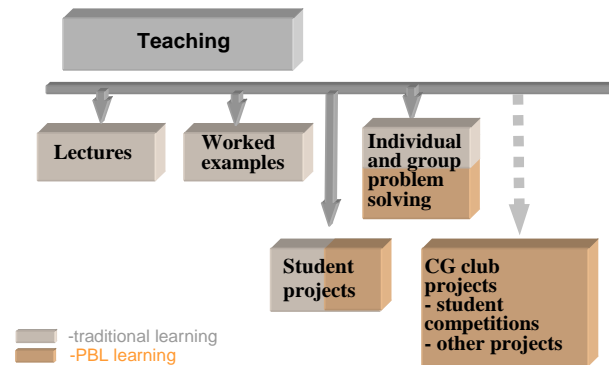 Teaching
Lectures
Worked
examples
Individual
and group
problem
solving
Student
projects
CG club
projects
- student
competitions
- other projects
-traditional learning
-PBL learning